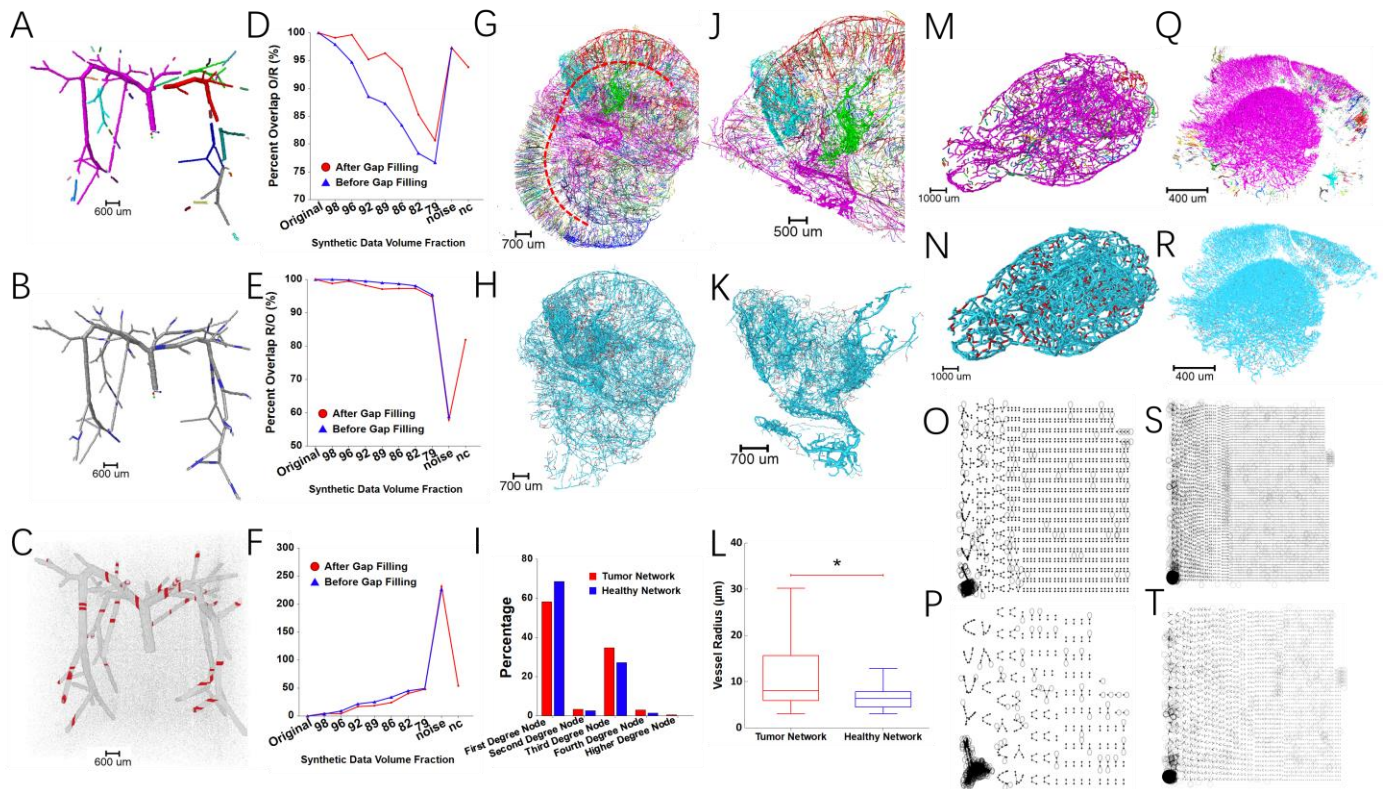 A
600 um
B
600 um
C
600 um
D
Percent Overlap O/R (%)
100
95
90
85
80
75
70
After Gap Filling
Before Gap Filling
Original 98 96 92 89 86 82 79 noise nc
Synthetic Data Volume Fraction
E
Percent Overlap R/O (%)
100
90
80
70
60
50
After Gap Filling
Before Gap Filling
Original 98 96 92 89 86 82 79 noise nc
Synthetic Data Volume Fraction
F
300
250
200
150
100
50
0
After Gap Filling
Before Gap Filling
Original 98 96 92 89 86 82 79 noise nc
Synthetic Data Volume Fraction
G
700 um
H
700 um
I
Percentage
80
60
40
20
0
Tumor Network
Healthy Network
First Degree Node
Second Degree Node
Third Degree Node
Fourth Degree Node
Higher Degree Node
J
500 um
K
700 um
L
Vessel Radius (µm)
40
30
20
10
0
*
Tumor Network Healthy Network
M
1000 um
N
1000 um
O
P
Q
400 um
R
400 um
S
T